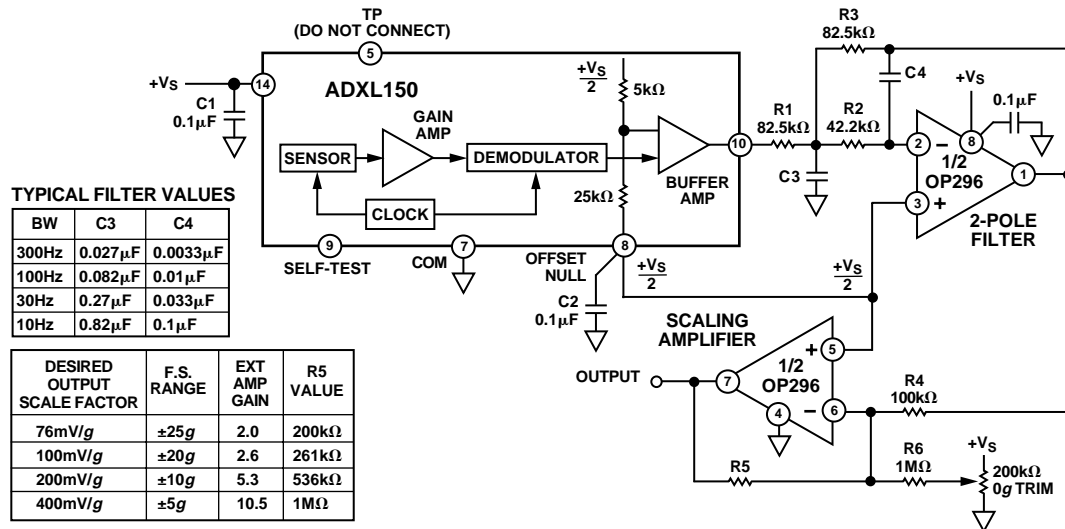 TP
(DO NOT CONNECT)
5
+VS
14
C1
0.1µF
ADXL150
+VS
2
5kΩ
GAIN
AMP
SENSOR
DEMODULATOR
CLOCK
25kΩ
BUFFER
AMP
10
9
SELF-TEST
7
COM
8
OFFSET
NULL
+VS
2
C2
0.1µF
R3
82.5kΩ
C4
R1
82.5kΩ
R2
42.2kΩ
C3
+VS
0.1µF
2
–
8
1/2
OP296
1
3
+
2-POLE
FILTER
+VS
2
TYPICAL FILTER VALUES
BW C3 C4
300Hz 0.027µF 0.0033µF
100Hz 0.082µF 0.01µF
30Hz 0.27µF 0.033µF
10Hz 0.82µF 0.1µF
SCALING
AMPLIFIER
OUTPUT
7
+
5
1/2
OP296
4
–
6
R4
100kΩ
R5
R6
1MΩ
+VS
200kΩ
0g TRIM
DESIRED
OUTPUT
SCALE FACTOR
F.S.
RANGE
EXT
AMP
GAIN
R5
VALUE
76mV/g ±25g 2.0 200kΩ
100mV/g ±20g 2.6 261kΩ
200mV/g ±10g 5.3 536kΩ
400mV/g ±5g 10.5 1MΩ